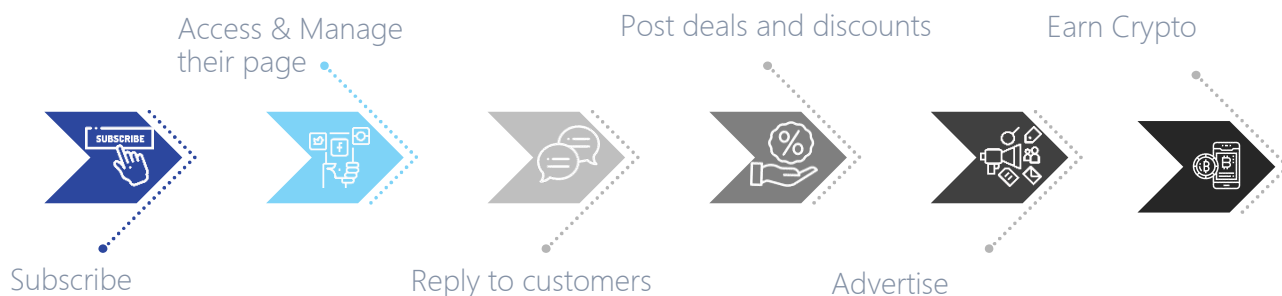 Access & Manage
their page
Post deals and discounts
Earn Crypto
SUBSCRIBE
Subscribe
Reply to customers
Advertise